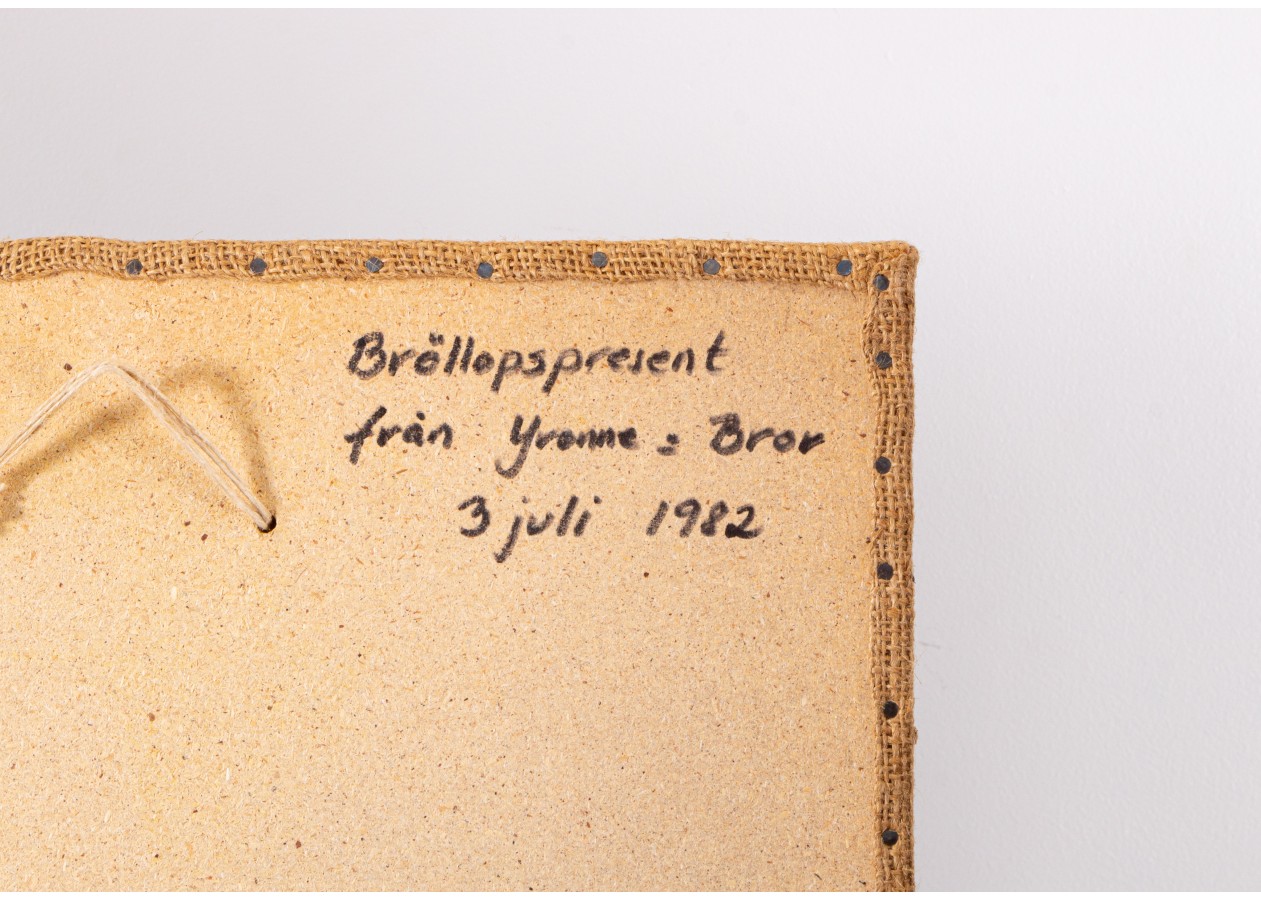 Bröllopspresent
från Yvonne = Bror
3 juli 1982